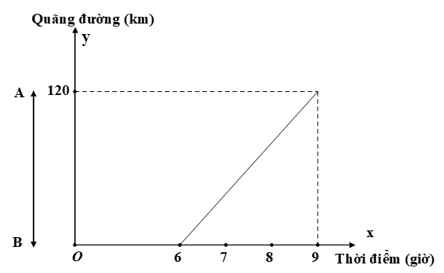 Quãng đường (km)
y
A
120
B
O
6
7
8
9
x
Thời điểm (giờ)